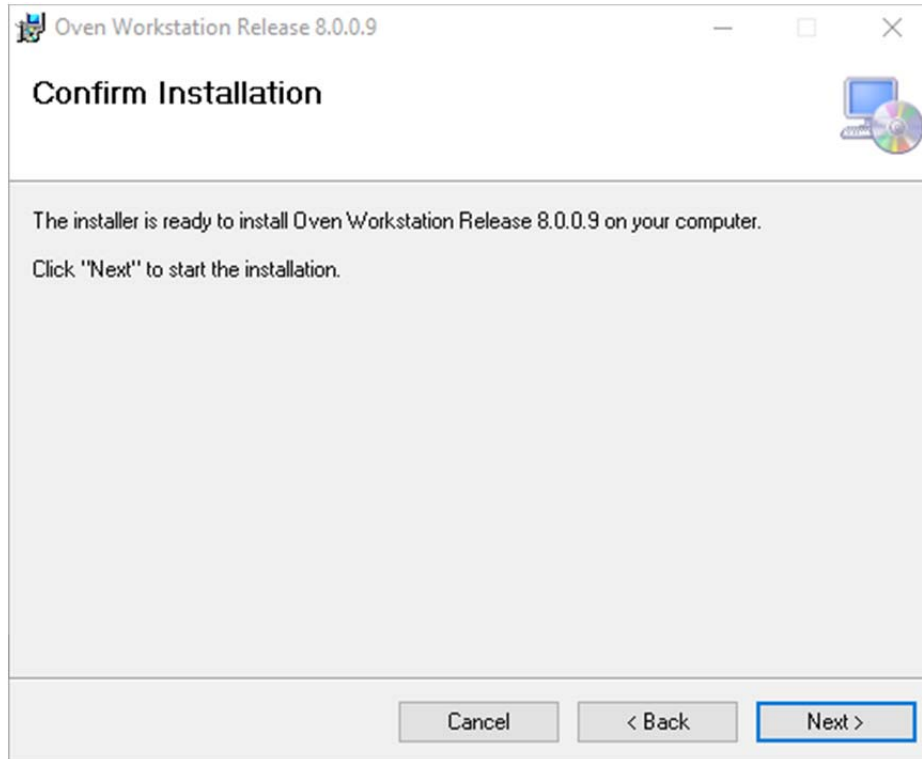 Oven Workstation Release 8.0.0.9
Confirm Installation
The installer is ready to install Oven Workstation Release 8.0.0.9 on your computer.
Click "Next" to start the installation.
Cancel
< Back
Next >